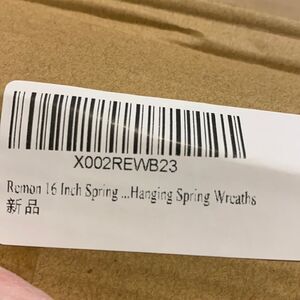 X002REWB23
Remon 16 Inch Spring ...Hanging Spring Wreaths
新品